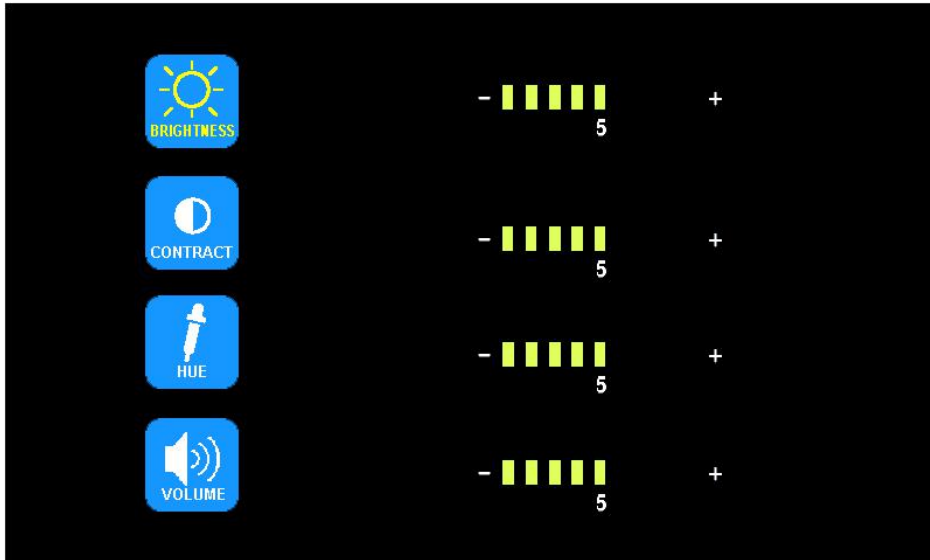 BRIGHTNESS
- +
5
CONTRACT
- +
5
HUE
- +
5
VOLUME
- +
5